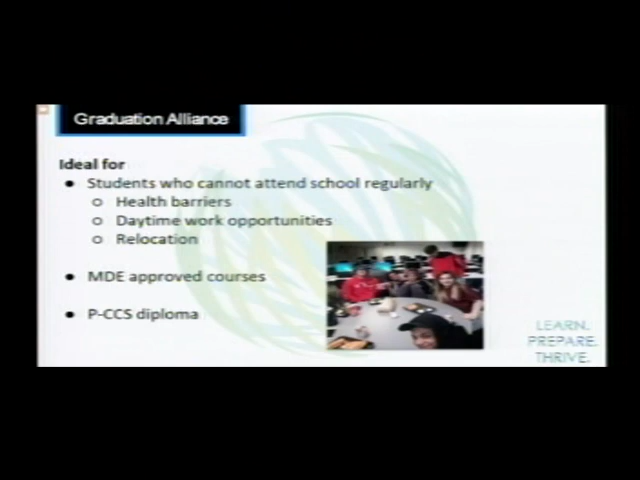 Graduation Alliance
Ideal for
● Students who cannot attend school regularly
○ Health barriers
○ Daytime work opportunities
○ Relocation
● MDE approved courses
● P-CCS diploma
LEARN.
PREPARE.
THRIVE.